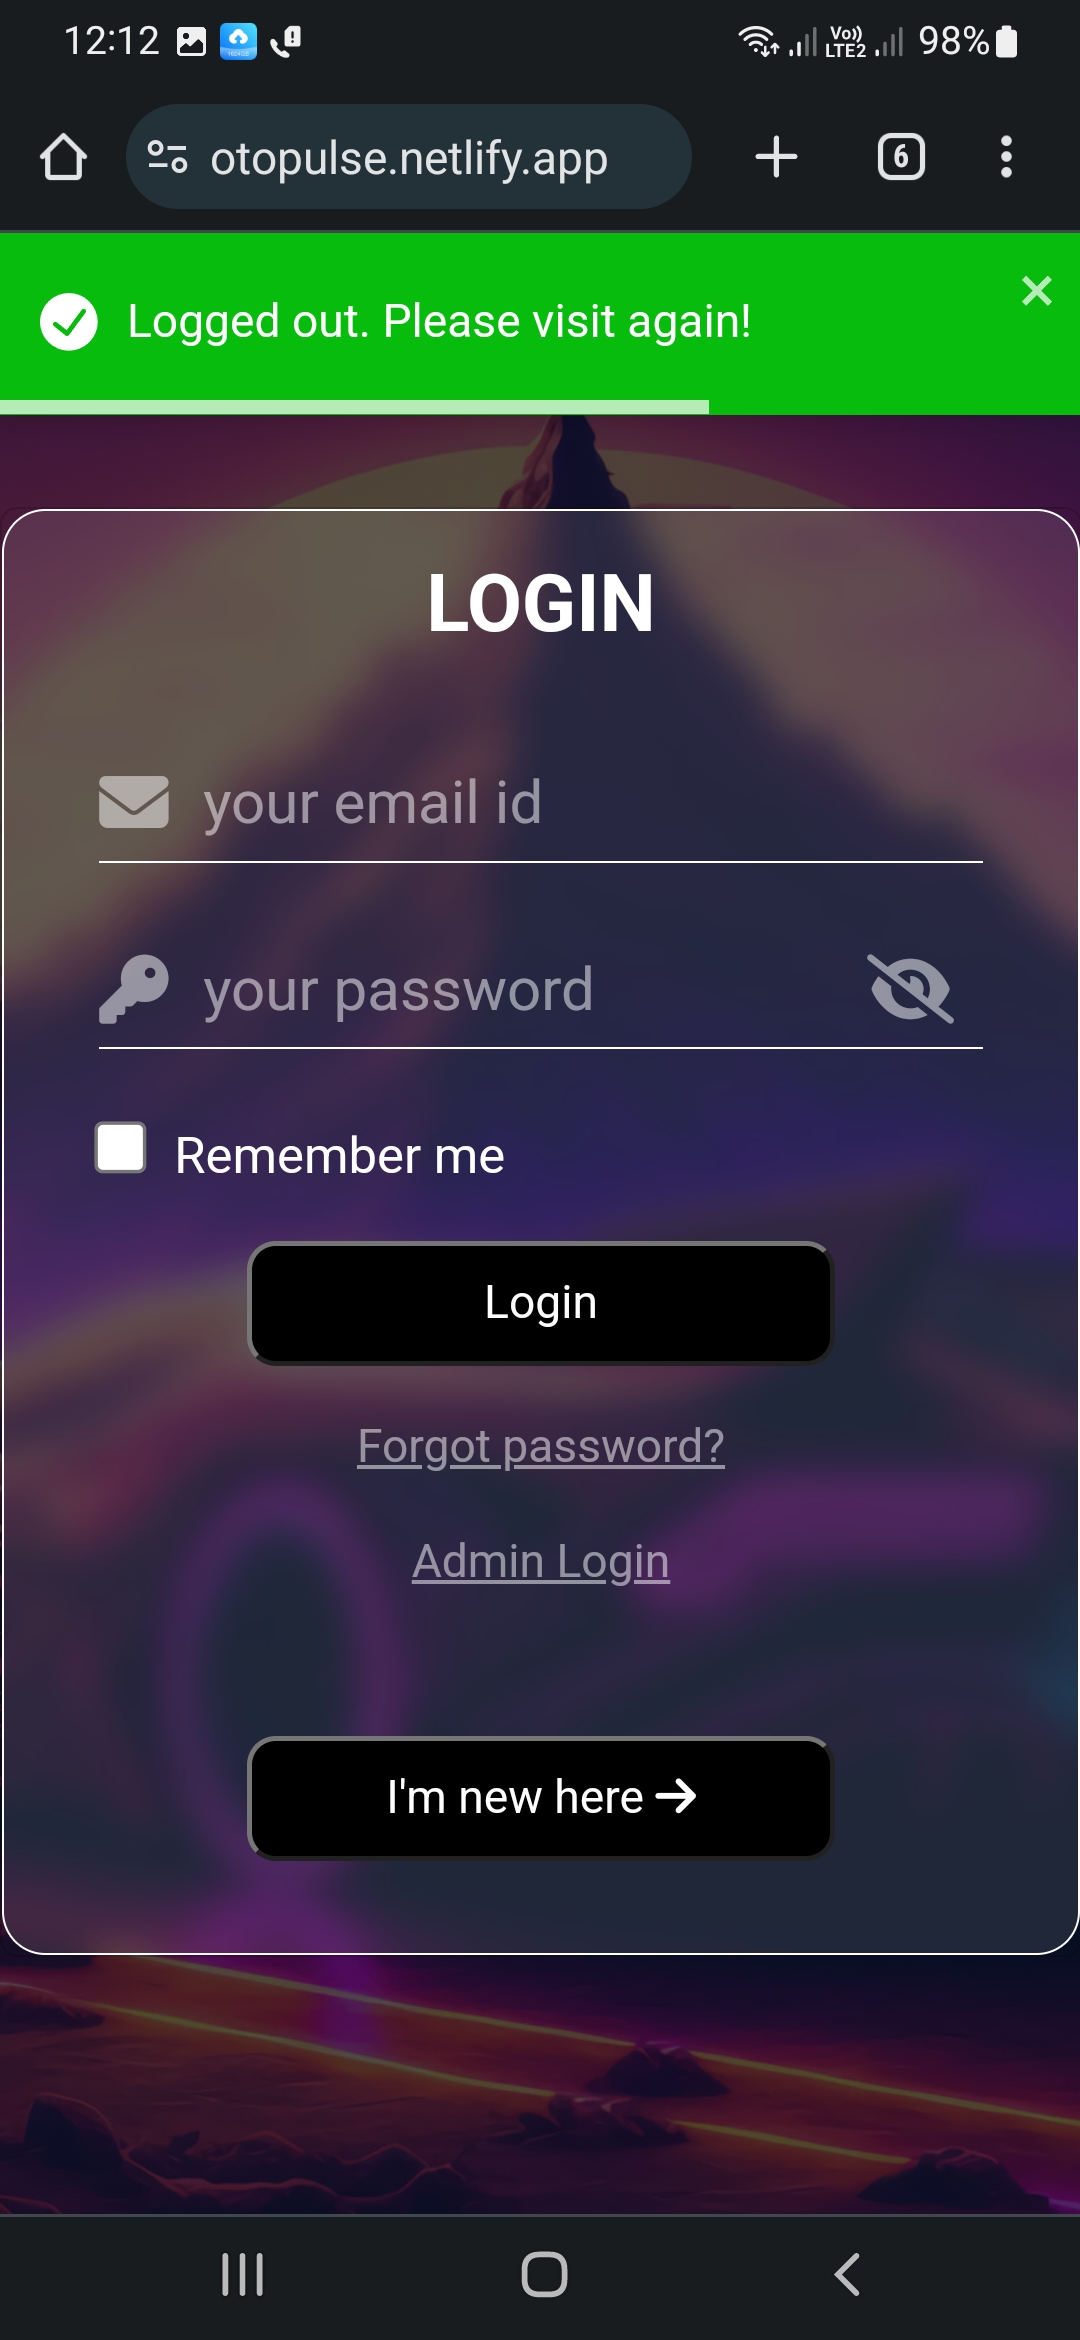 12:12
Vo))
LTE2
98%
otopulse.netlify.app
6
Logged out. Please visit again!
LOGIN
your email id
your password
Remember me
Login
Forgot password?
Admin Login
I'm new here